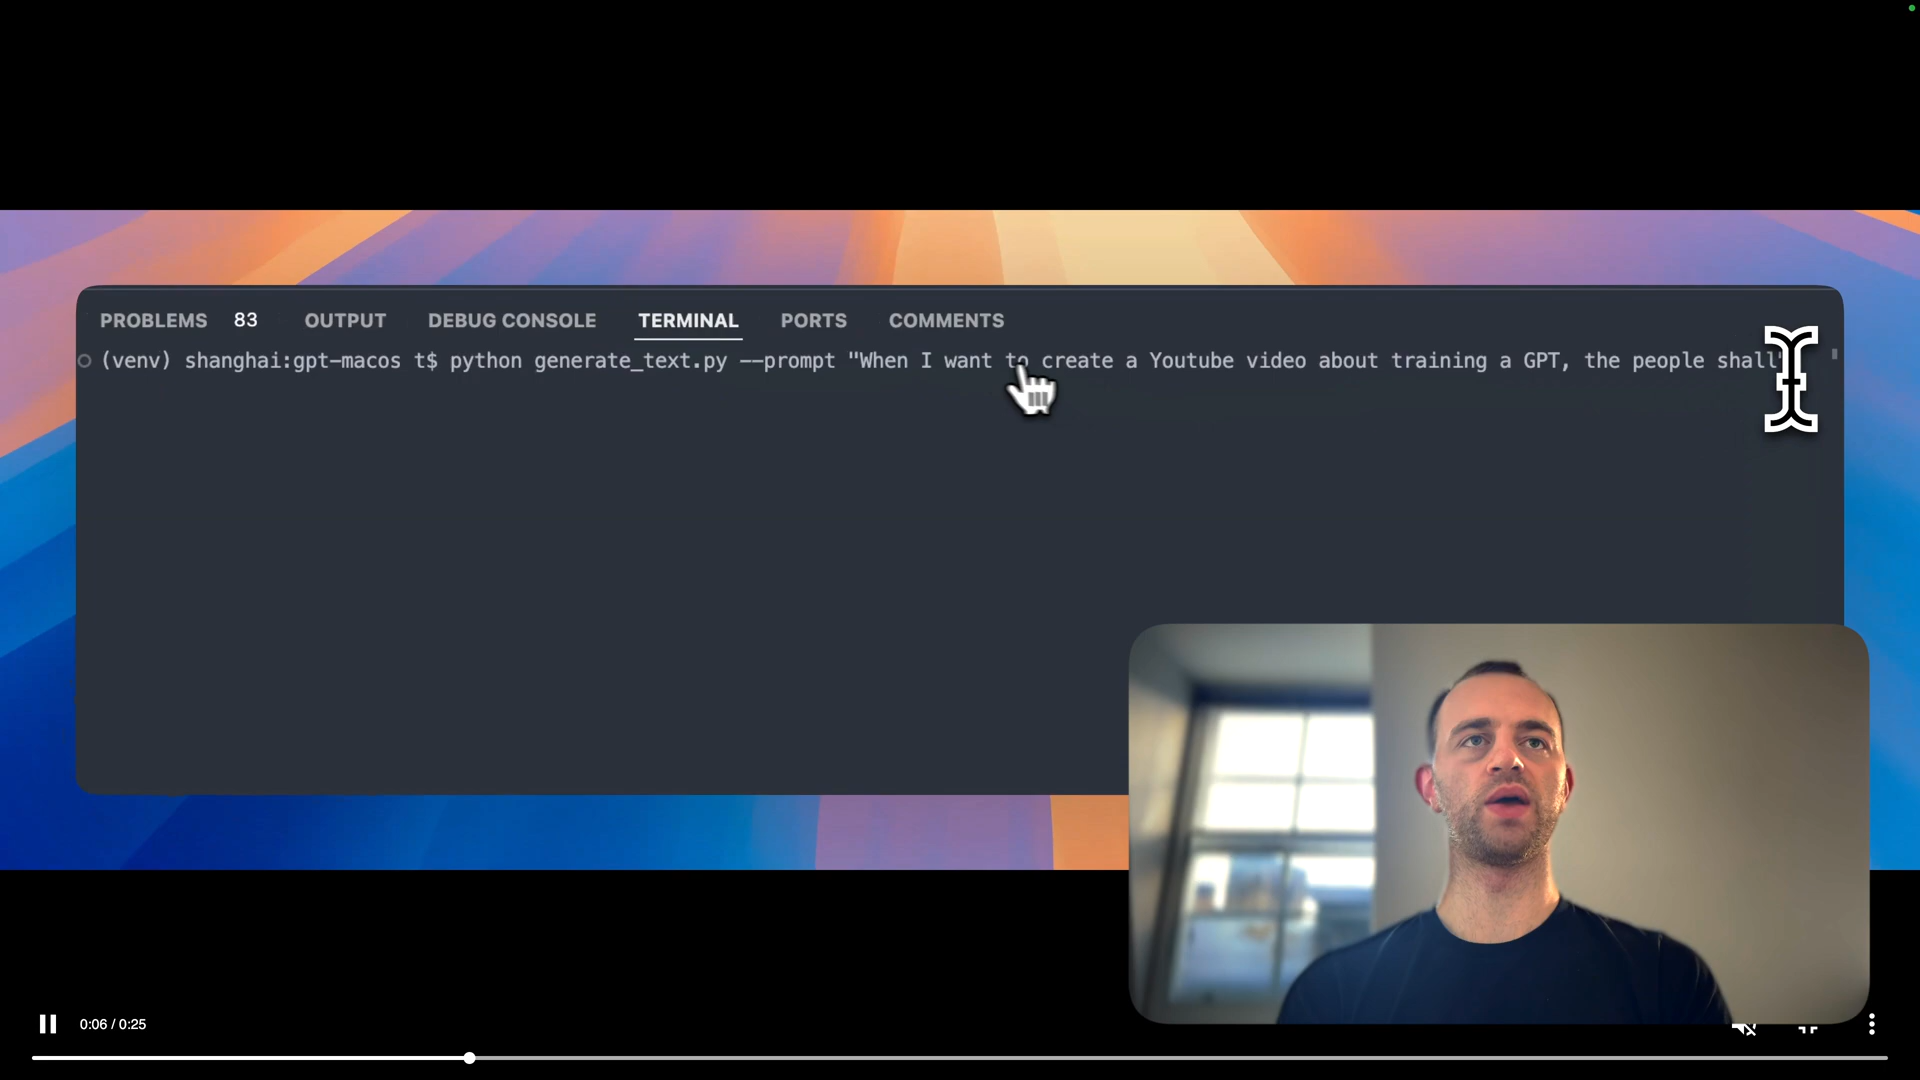 PROBLEMS 83 OUTPUT DEBUG CONSOLE TERMINAL PORTS COMMENTS
(venv) shanghai:gpt-macos t$ python generate_text.py --prompt "When I want to create a Youtube video about training a GPT, the people shall"
0:06 / 0:25